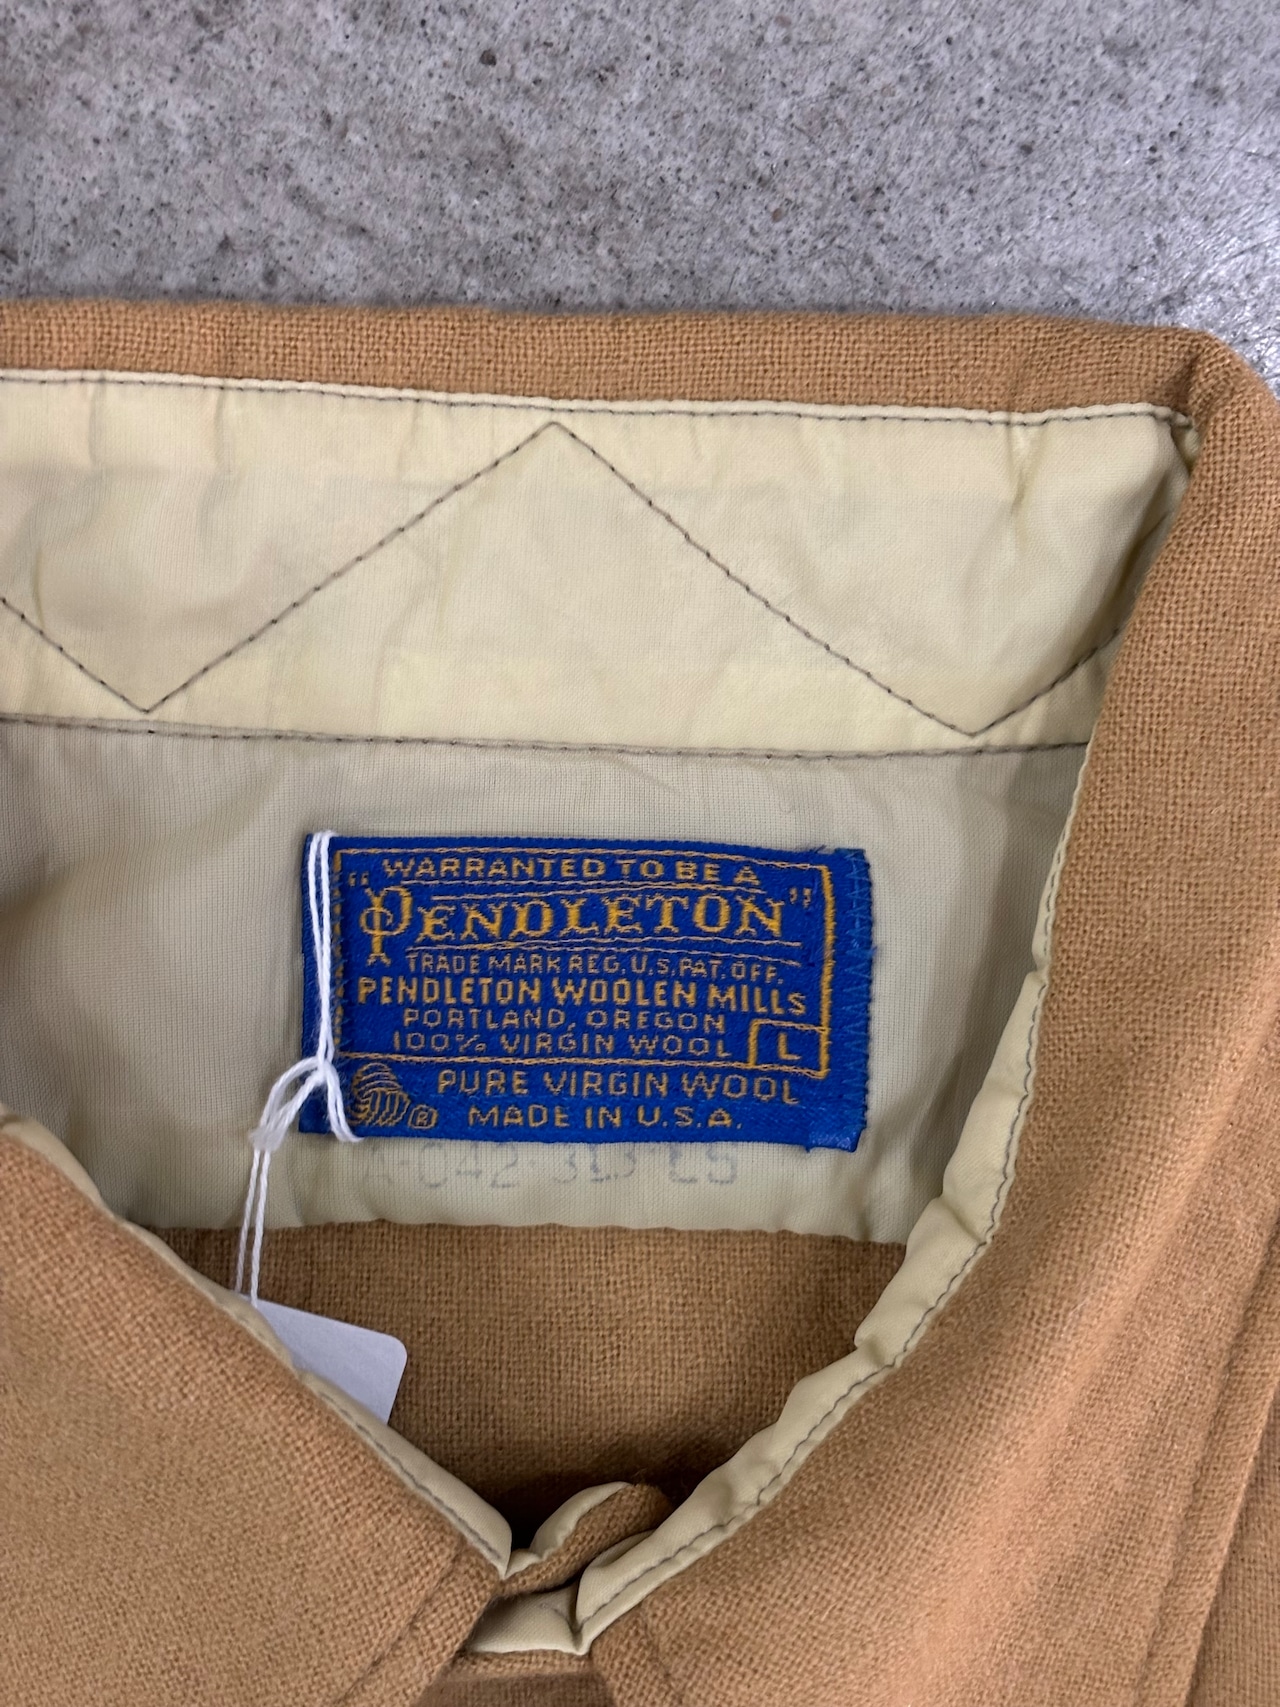 WARRANTED TO BE A
"PENDLETON"
TRADE MARK REG. U.S. PAT. OFF.
PENDLETON WOOLEN MILLS
PORTLAND, OREGON
100% VIRGIN WOOL L
PURE VIRGIN WOOL
® MADE IN U.S.A.